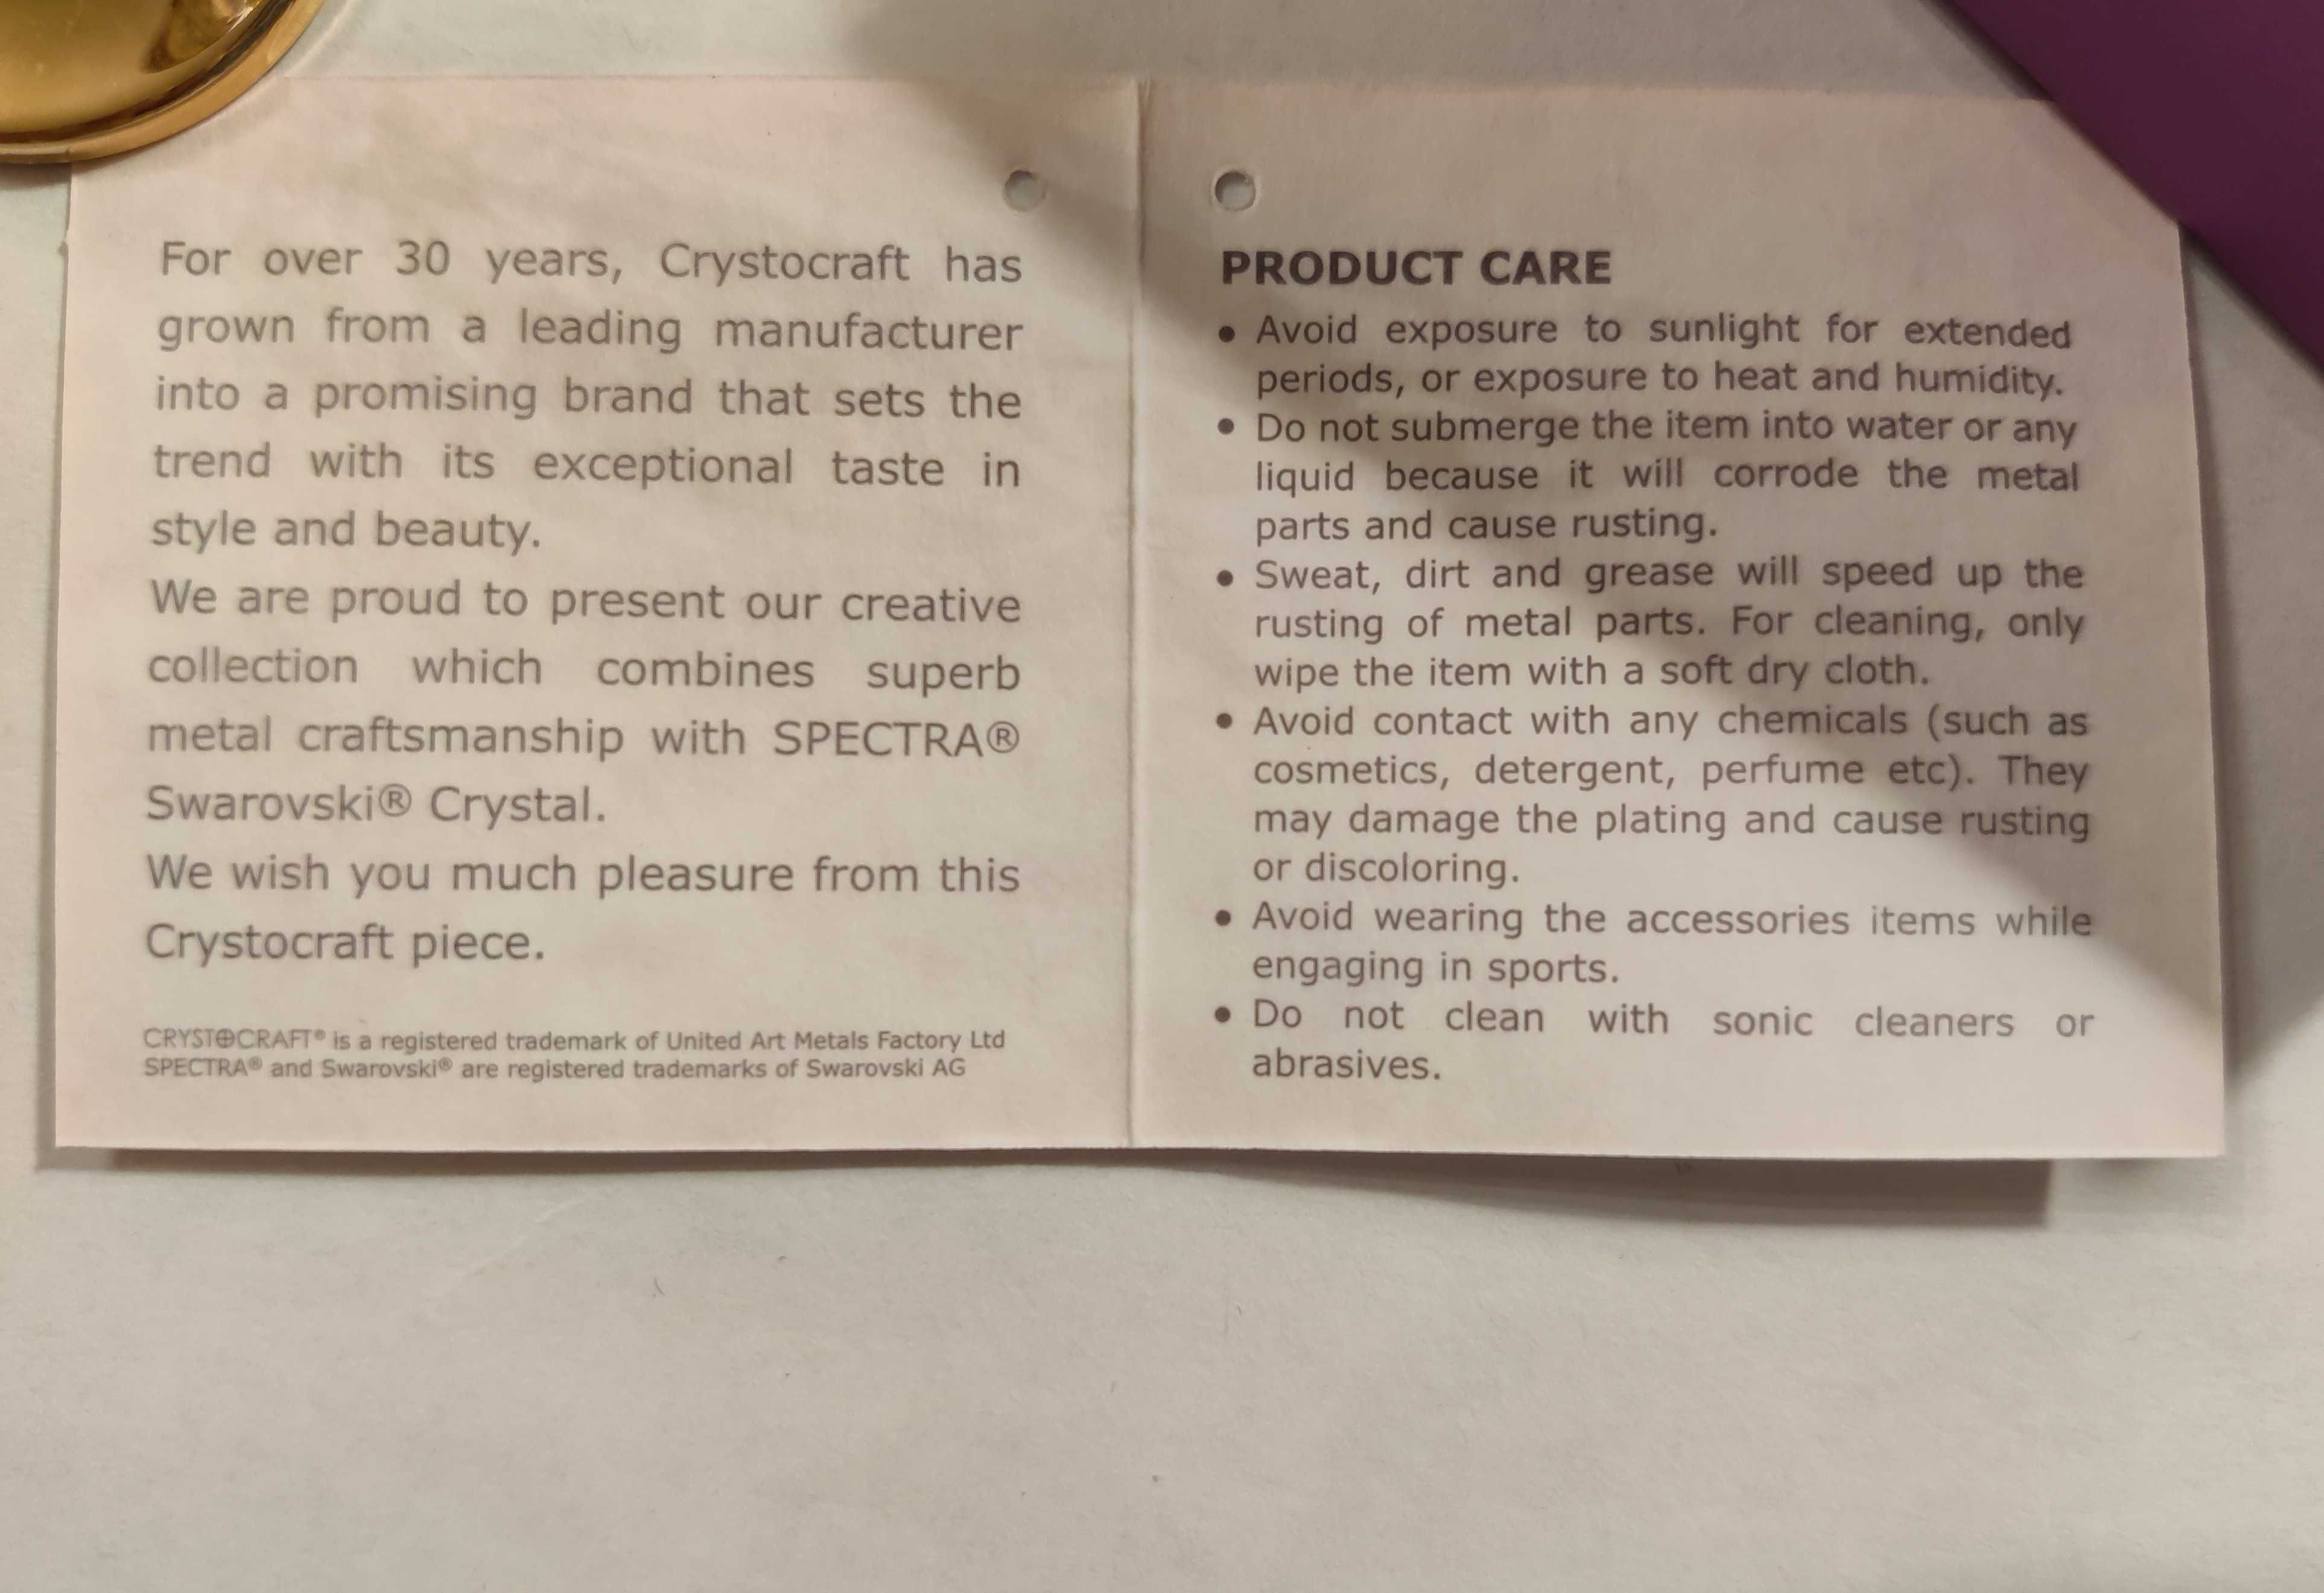 For over 30 years, Crystocraft has
grown from a leading manufacturer
into a promising brand that sets the
trend with its exceptional taste in
style and beauty.
We are proud to present our creative
collection which combines superb
metal craftsmanship with SPECTRA®
Swarovski® Crystal.
We wish you much pleasure from this
Crystocraft piece.
CRYSTOCRAFT® is a registered trademark of United Art Metals Factory Ltd
SPECTRA® and Swarovski® are registered trademarks of Swarovski AG
PRODUCT CARE
• Avoid exposure to sunlight for extended
periods, or exposure to heat and humidity.
• Do not submerge the item into water or any
liquid because it will corrode the metal
parts and cause rusting.
• Sweat, dirt and grease will speed up the
rusting of metal parts. For cleaning, only
wipe the item with a soft dry cloth.
• Avoid contact with any chemicals (such as
cosmetics, detergent, perfume etc). They
may damage the plating and cause rusting
or discoloring.
• Avoid wearing the accessories items while
engaging in sports.
• Do not clean with sonic cleaners or
abrasives.